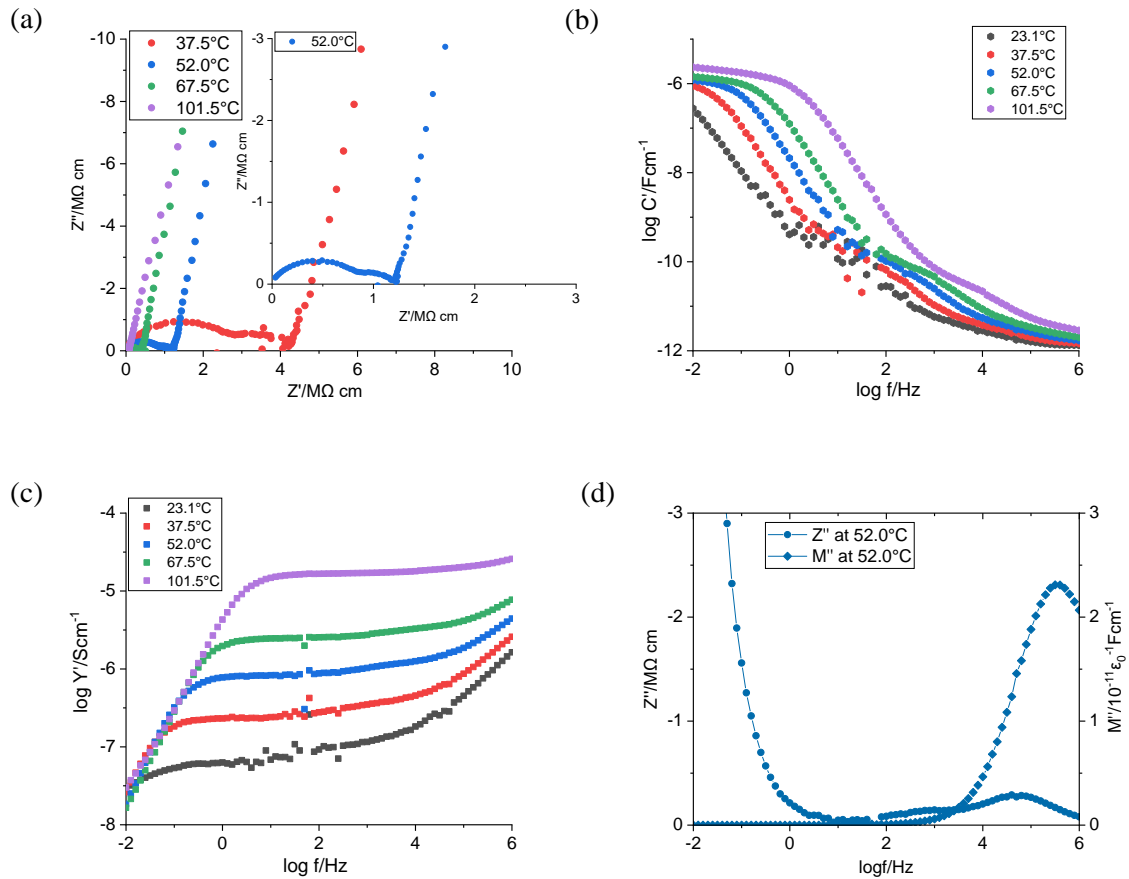 (a)
-10
-8
-6
-4
-2
0
Z''/MΩ cm
0
2
4
6
8
10
Z'/MΩ cm
37.5°C
52.0°C
67.5°C
101.5°C
-3
-2
-1
0
Z''/MΩ cm
0
1
2
3
Z'/MΩ cm
52.0°C
(b)
-6
-8
-10
-12
log C'/Fcm⁻¹
-2
0
2
4
6
log f/Hz
23.1°C
37.5°C
52.0°C
67.5°C
101.5°C
(c)
-4
-5
-6
-7
-8
log Y'/Scm⁻¹
-2
0
2
4
6
log f/Hz
23.1°C
37.5°C
52.0°C
67.5°C
101.5°C
(d)
-3
-2
-1
0
Z''/MΩ cm
-2
0
2
4
6
logf/Hz
3
2
1
0
M''/10⁻¹¹ε₀⁻¹Fcm⁻¹
Z'' at 52.0°C
M'' at 52.0°C